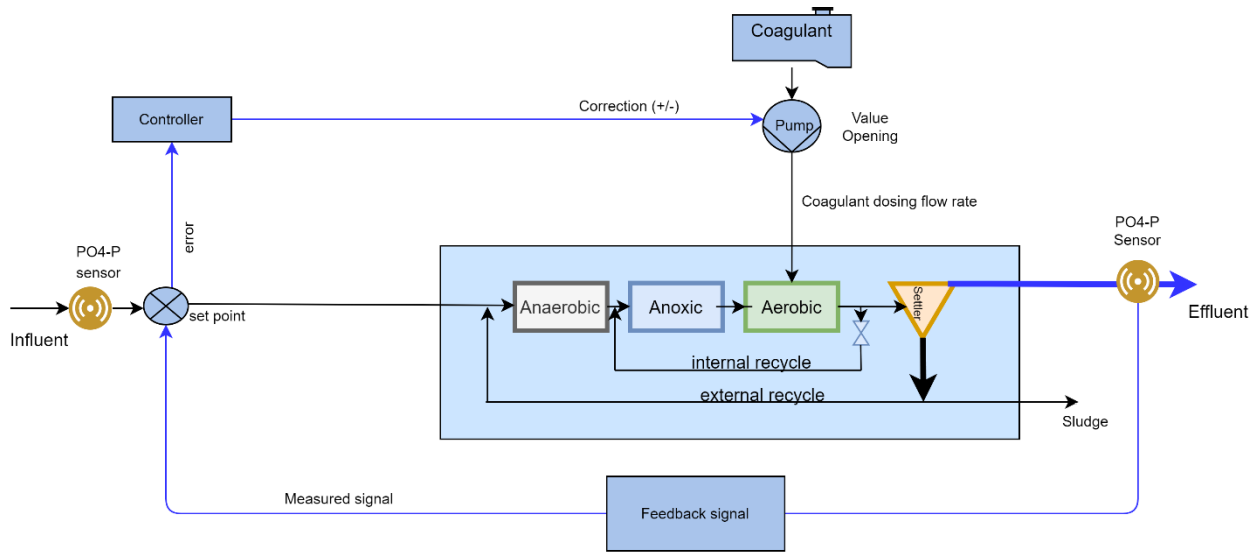 Coagulant
Controller
Correction (+/-)
Pump
Value
Opening
Coagulant dosing flow rate
error
PO4-P
sensor
set point
Influent
PO4-P
Sensor
Effluent
Anaerobic
Anoxic
Aerobic
Settler
internal recycle
external recycle
Sludge
Measured signal
Feedback signal